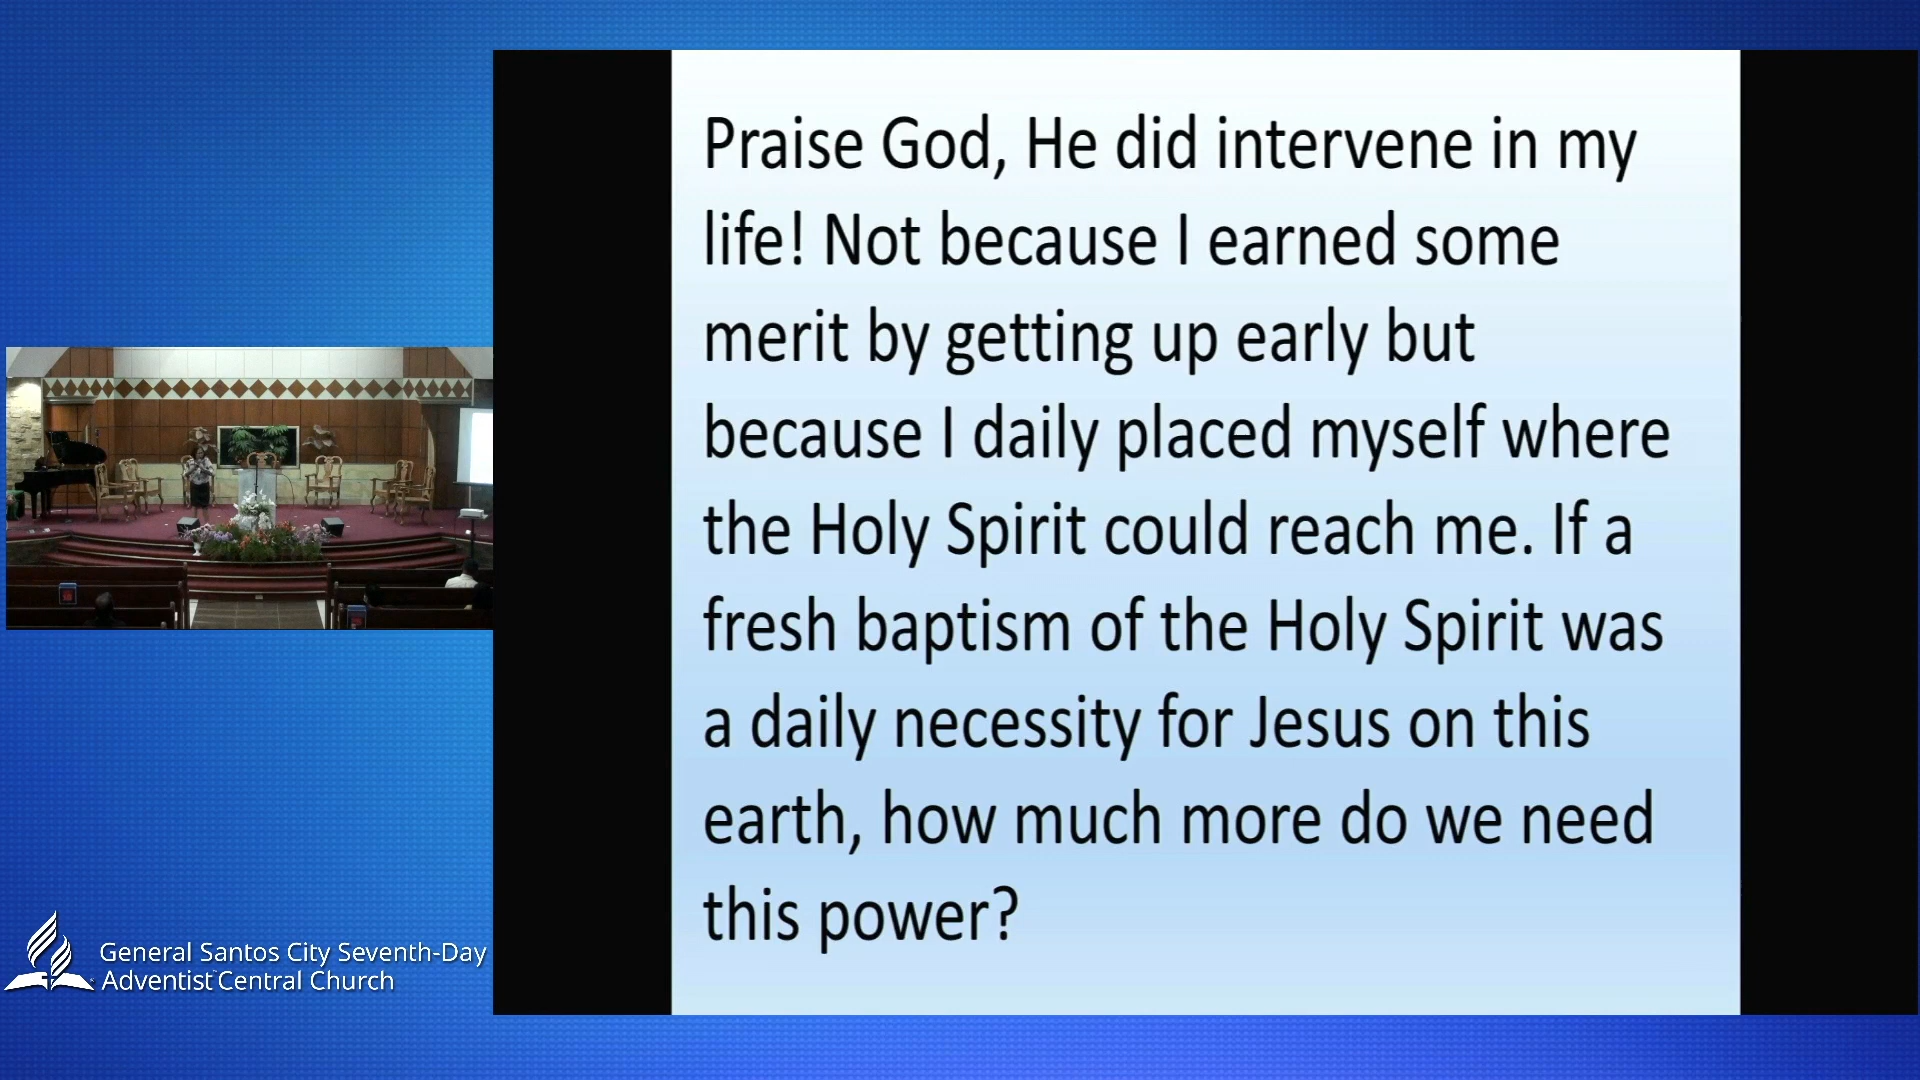 Praise God, He did intervene in my
life! Not because I earned some
merit by getting up early but
because I daily placed myself where
the Holy Spirit could reach me. If a
fresh baptism of the Holy Spirit was
a daily necessity for Jesus on this
earth, how much more do we need
this power?
General Santos City Seventh-Day
Adventist Central Church